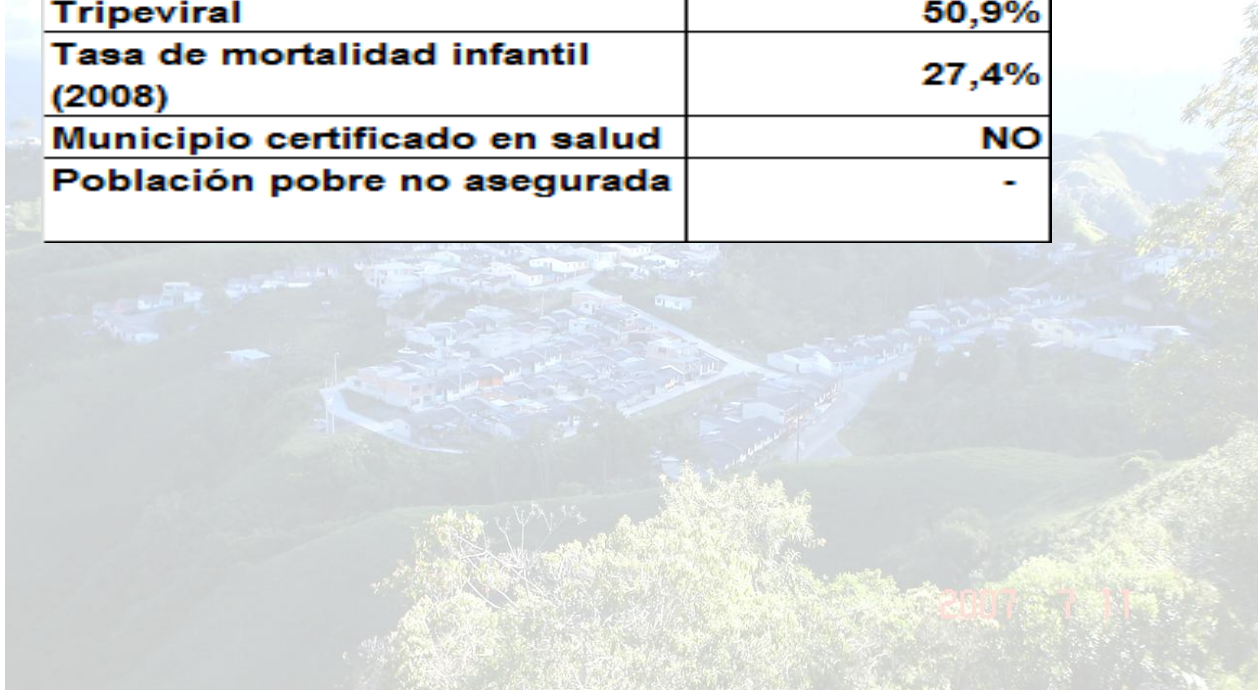 Tripeviral 50,9%
Tasa de mortalidad infantil
(2008) 27,4%
Municipio certificado en salud NO
Población pobre no asegurada -
2007 7 11